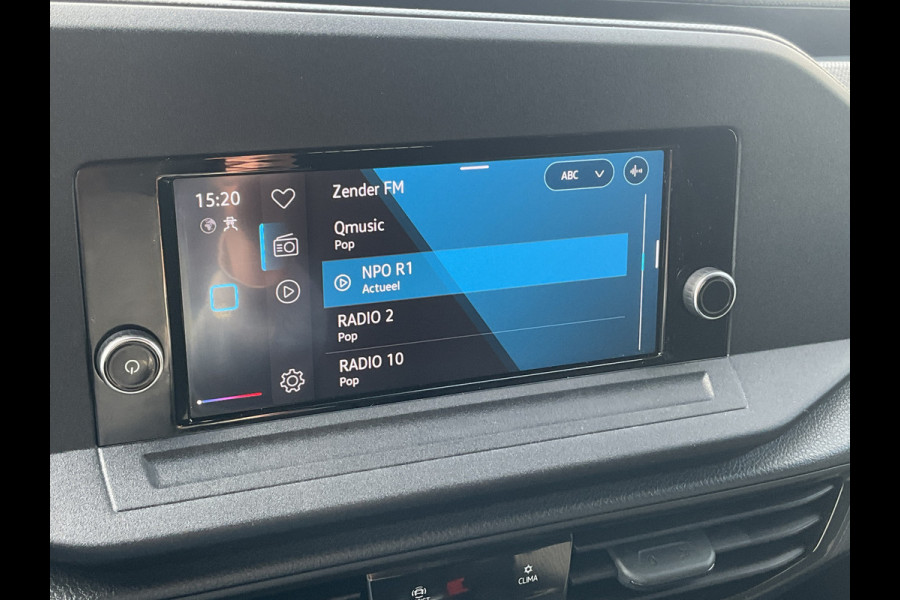 15:20
Zender FM
ABC
Qmusic
Pop
NPO R1
Actueel
RADIO 2
Pop
RADIO 10
Pop
CLIMA